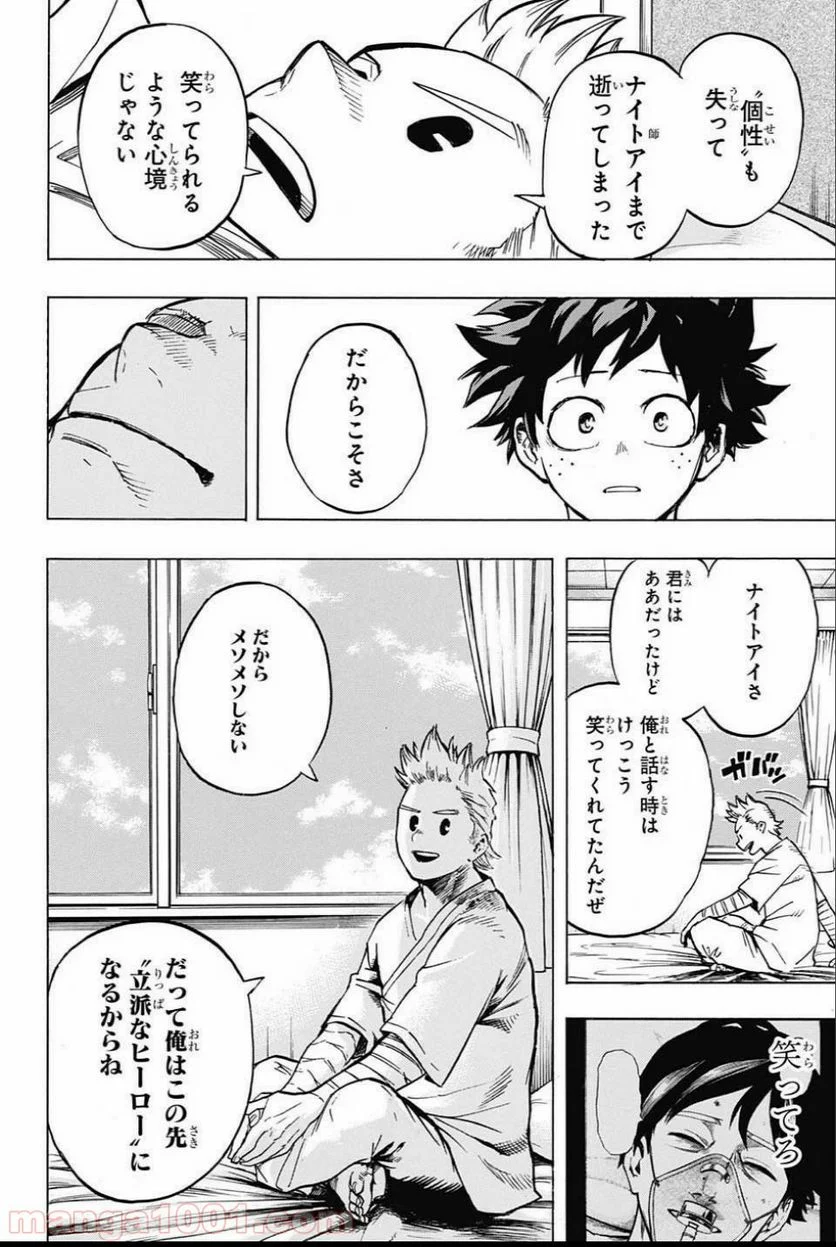 〝個性〟も
失って
ナイトアイまで
逝ってしまった
笑ってられる
ような心境
じゃない
だからこそさ
ナイトアイさ
君には
ああだったけど
俺と話す時は
けっこう
笑ってくれてたんだぜ
ガバッ
笑ってろ
だから
メソメソしない
だって俺はこの先
〝立派なヒーロー〟に
なるからね
manga1001.com